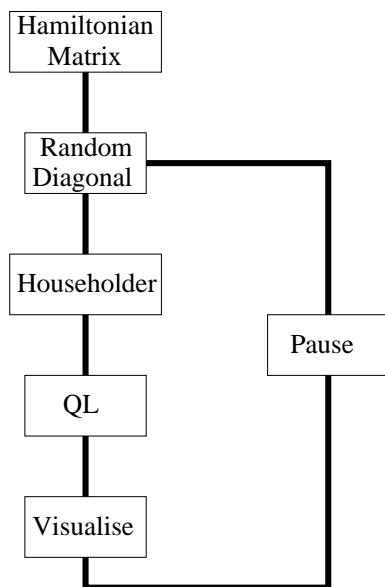 Hamiltonian
Matrix
Random
Diagonal
Householder
Pause
QL
Visualise